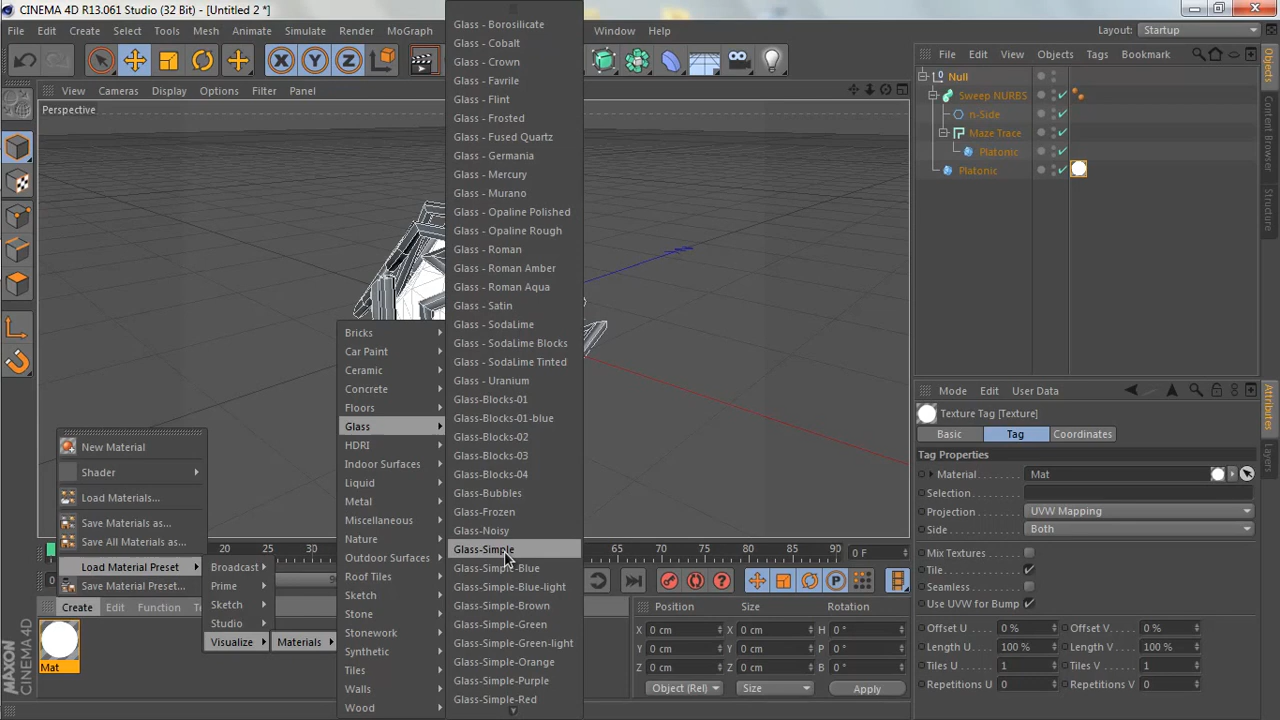 CINEMA 4D R13.061 Studio (32 Bit) - [Untitled 2 *]
File Edit Create Select Tools Mesh Animate Simulate Render MoGraph Window Help Layout: Startup
File Edit View Objects Tags Bookmark
View Cameras Display Options Filter Panel
Perspective
Null
Sweep NURBS
n-Side
Maze Trace
Platonic
Platonic
Objects
Content Browser
Structure
Glass - Borosilicate
Glass - Cobalt
Glass - Crown
Glass - Favrile
Glass - Flint
Glass - Frosted
Glass - Fused Quartz
Glass - Germania
Glass - Mercury
Glass - Murano
Glass - Opaline Polished
Glass - Opaline Rough
Glass - Roman
Glass - Roman Amber
Glass - Roman Aqua
Glass - Satin
Glass - SodaLime
Glass - SodaLime Blocks
Glass - SodaLime Tinted
Glass - Uranium
Glass-Blocks-01
Glass-Blocks-01-blue
Glass-Blocks-02
Glass-Blocks-03
Glass-Blocks-04
Glass-Bubbles
Glass-Frozen
Glass-Noisy
Glass-Simple
Glass-Simple-Blue
Glass-Simple-Blue-light
Glass-Simple-Brown
Glass-Simple-Green
Glass-Simple-Green-light
Glass-Simple-Orange
Glass-Simple-Purple
Glass-Simple-Red
Bricks
Car Paint
Ceramic
Concrete
Floors
Glass
HDRI
Indoor Surfaces
Liquid
Metal
Miscellaneous
Nature
Outdoor Surfaces
Roof Tiles
Sketch
Stone
Stonework
Synthetic
Tiles
Walls
Wood
New Material
Shader
Load Materials...
Save Materials as...
Save All Materials as...
Load Material Preset
Save Material Preset...
Broadcast
Prime
Sketch
Studio
Visualize
Materials
20 25 30 65 70 75 80 85 90 0 F
Create Edit Function
Mat
MAXON
CINEMA 4D
Position Size Rotation
X 0 cm X 0 cm H 0 °
Y 0 cm Y 0 cm P 0 °
Z 0 cm Z 0 cm B 0 °
Object (Rel) Size Apply
Mode Edit User Data
Texture Tag [Texture]
Basic Tag Coordinates
Tag Properties
Material Mat
Selection
Projection UVW Mapping
Side Both
Mix Textures
Tile
Seamless
Use UVW for Bump
Offset U 0 % Offset V 0 %
Length U 100 % Length V 100 %
Tiles U 1 Tiles V 1
Repetitions U 0 Repetitions V 0
Attributes
Layers